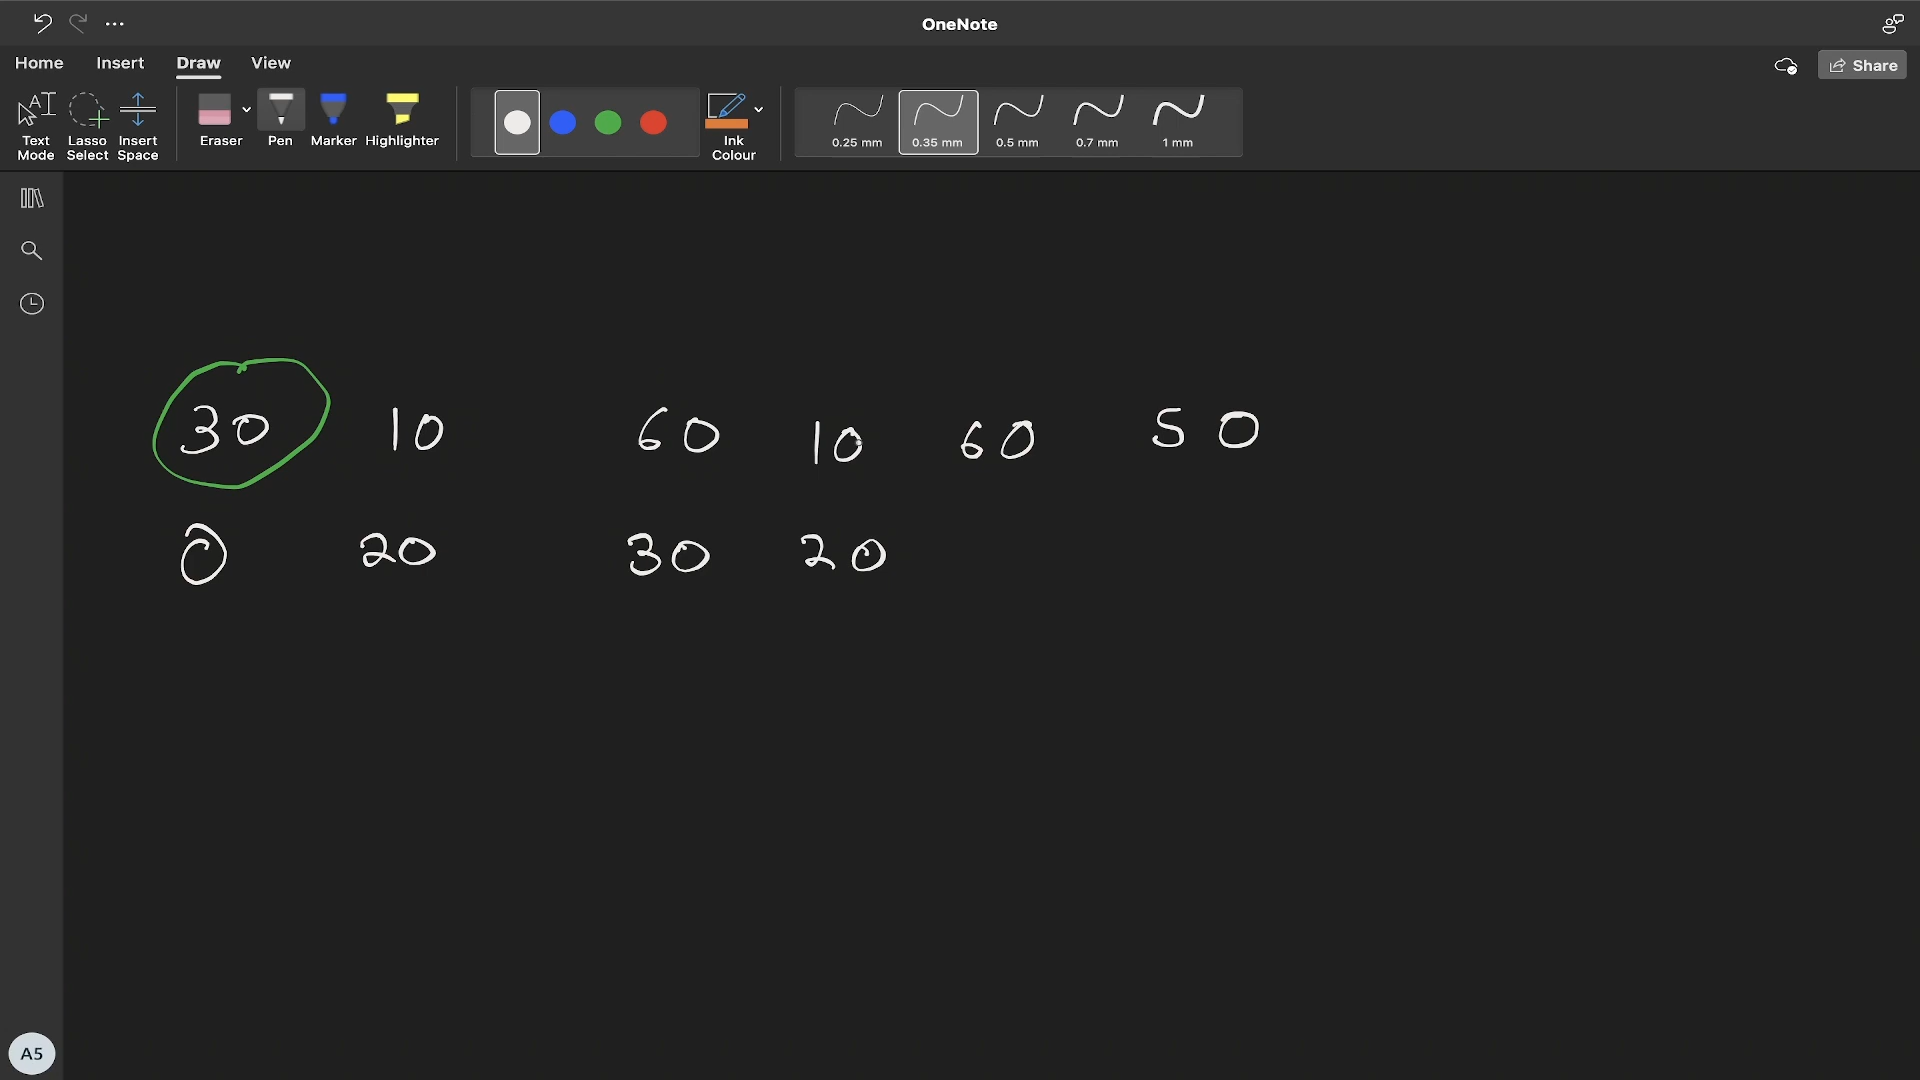 OneNote
Home Insert Draw View
Share
Text Mode
Lasso Select
Insert Space
Eraser
Pen
Marker
Highlighter
Ink Colour
0.25 mm
0.35 mm
0.5 mm
0.7 mm
1 mm
30 10 60 10 60 50
0 20 30 20
A5